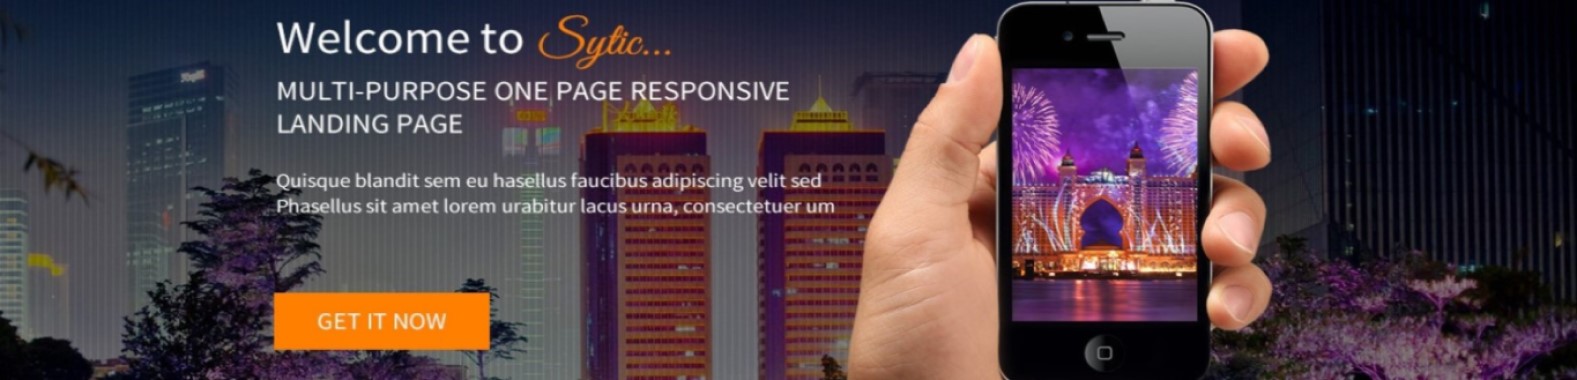 Welcome to Sytic...
MULTI-PURPOSE ONE PAGE RESPONSIVE
LANDING PAGE
Quisque blandit sem eu hasellus faucibus adipiscing velit sed
Phasellus sit amet lorem urabitur lacus urna, consectetuer um
GET IT NOW